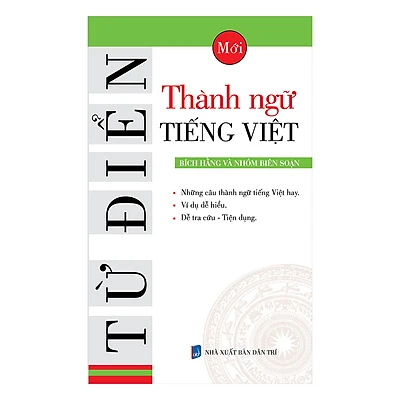 TỪ ĐIỂN
Mới
Thành ngữ
TIẾNG VIỆT
BÍCH HẰNG VÀ NHÓM BIÊN SOẠN
• Những câu thành ngữ tiếng Việt hay.
• Ví dụ dễ hiểu.
• Dễ tra cứu - Tiện dụng.
NHÀ XUẤT BẢN DÂN TRÍ